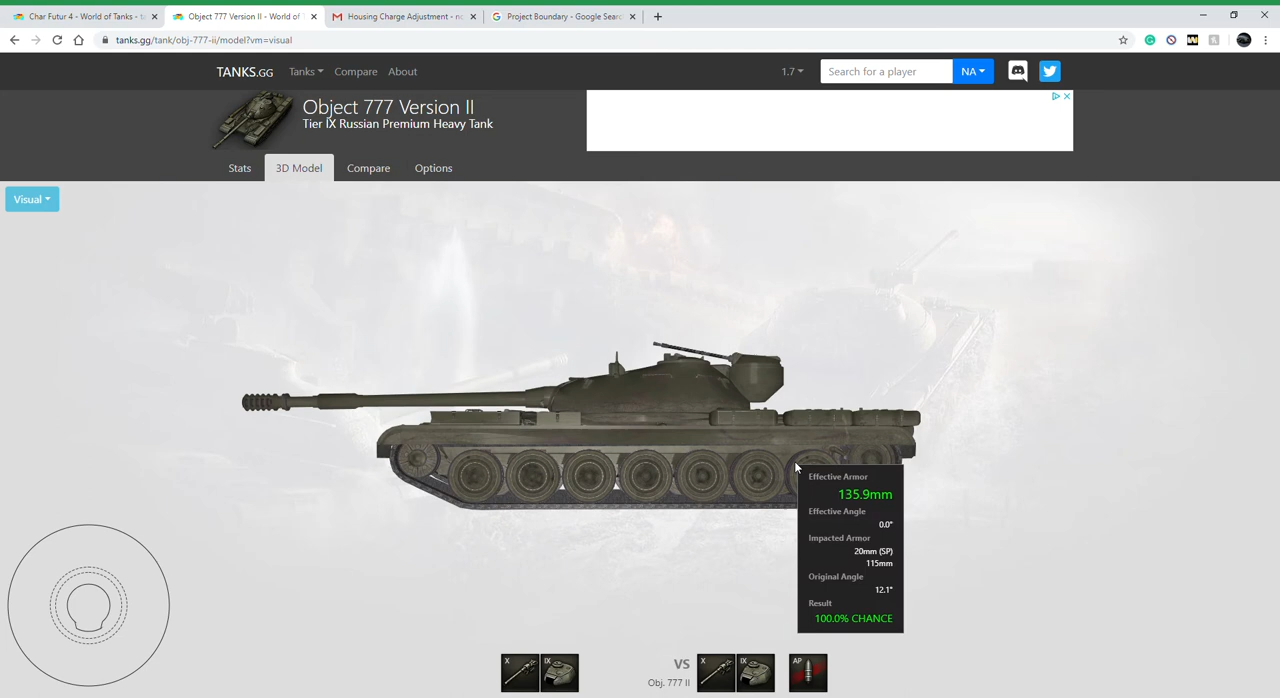 Char Futur 4 - World of Tanks - ta
Object 777 Version II - World of T
Housing Charge Adjustment - no
Project Boundary - Google Search
tanks.gg/tank/obj-777-ii/model?vm=visual
TANKS.GG
Tanks
Compare
About
1.7
Search for a player
NA
Object 777 Version II
Tier IX Russian Premium Heavy Tank
Stats
3D Model
Compare
Options
Visual
Effective Armor
135.9mm
Effective Angle
0.0°
Impacted Armor
20mm (SP)
115mm
Original Angle
12.1°
Result
100.0% CHANCE
X
IX
VS
Obj. 777 II
X
IX
AP